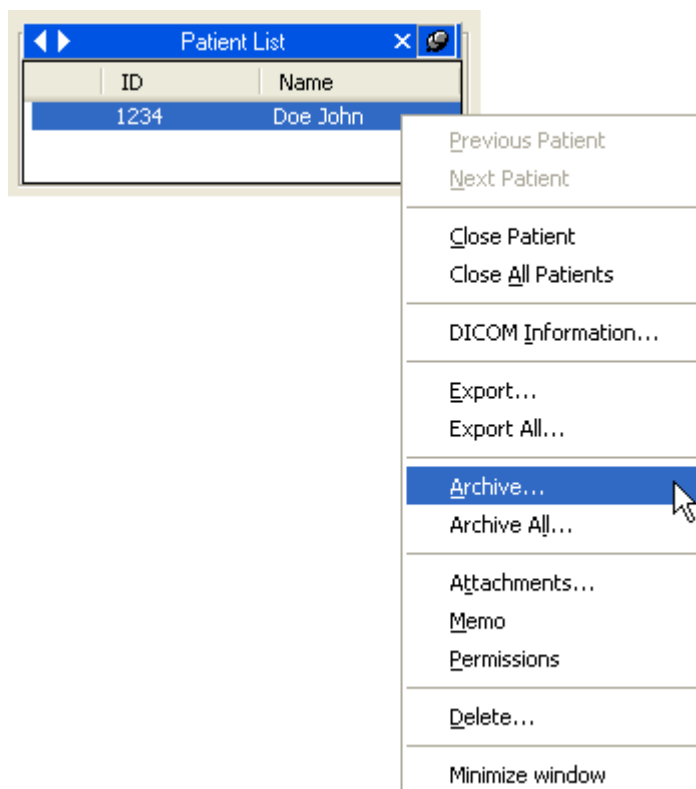 Patient List
ID Name
1234 Doe John
Previous Patient
Next Patient
Close Patient
Close All Patients
DICOM Information...
Export...
Export All...
Archive...
Archive All...
Attachments...
Memo
Permissions
Delete...
Minimize window